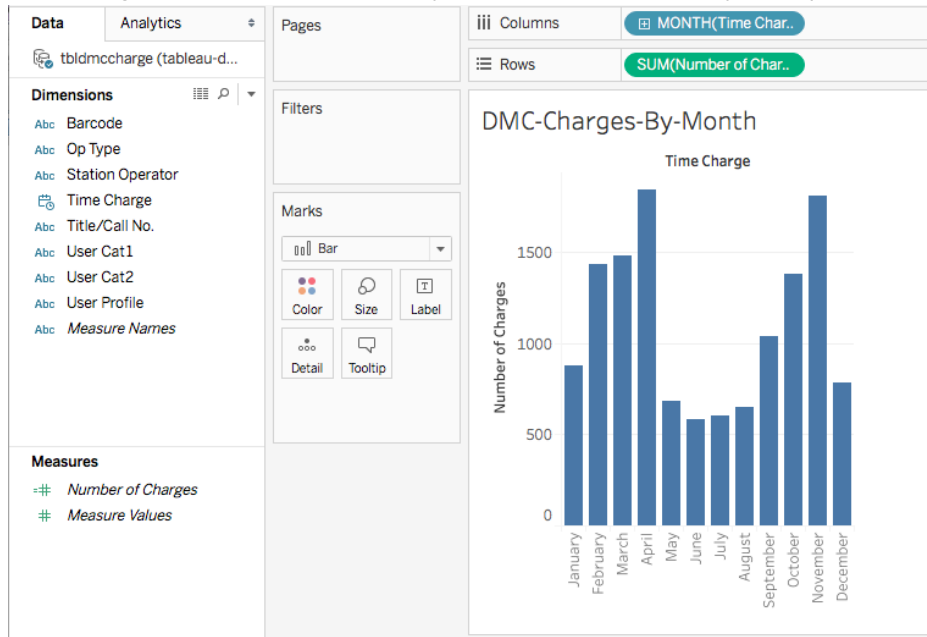 Data
Analytics
tbldmccharge (tableau-d...
Dimensions
Abc Barcode
Abc Op Type
Abc Station Operator
Time Charge
Abc Title/Call No.
Abc User Cat1
Abc User Cat2
Abc User Profile
Abc Measure Names
Measures
=# Number of Charges
# Measure Values
Pages
Filters
Marks
Bar
Color
Size
T
Label
Detail
Tooltip
Columns
MONTH(Time Char..
Rows
SUM(Number of Char..
DMC-Charges-By-Month
Time Charge
Number of Charges
1500
1000
500
0
January
February
March
April
May
June
July
August
September
October
November
December